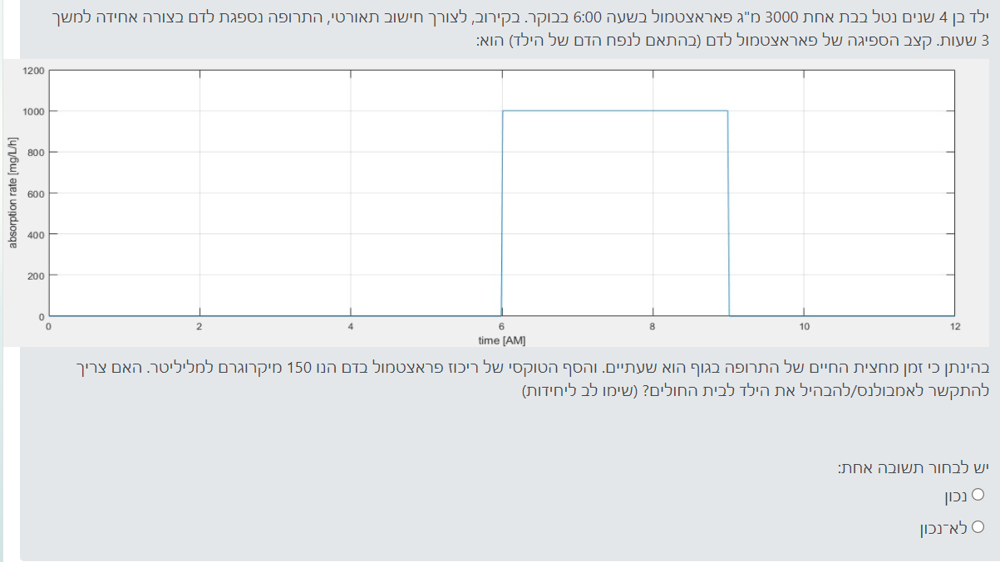 ילד בן 4 שנים נטל בבת אחת 3000 מ"ג פאראצטמול בשעה 6:00 בבוקר. בקירוב, לצורך חישוב תאורטי, התרופה נספגת לדם בצורה אחידה למשך
3 שעות. קצב הספיגה של פאראצטמול לדם (בהתאם לנפח הדם של הילד) הוא:
1200
1000
800
600
400
200
0
absorption rate [mg/L/h]
0 2 4 6 8 10 12
time [AM]
בהינתן כי זמן מחצית החיים של התרופה בגוף הוא שעתיים. והסף הטוקסי של ריכוז פראצטמול בדם הנו 150 מיקרוגרם למליליטר. האם צריך
להתקשר לאמבולנס/להבהיל את הילד לבית החולים? (שימו לב ליחידות)
יש לבחור תשובה אחת:
נכון
לא־נכון